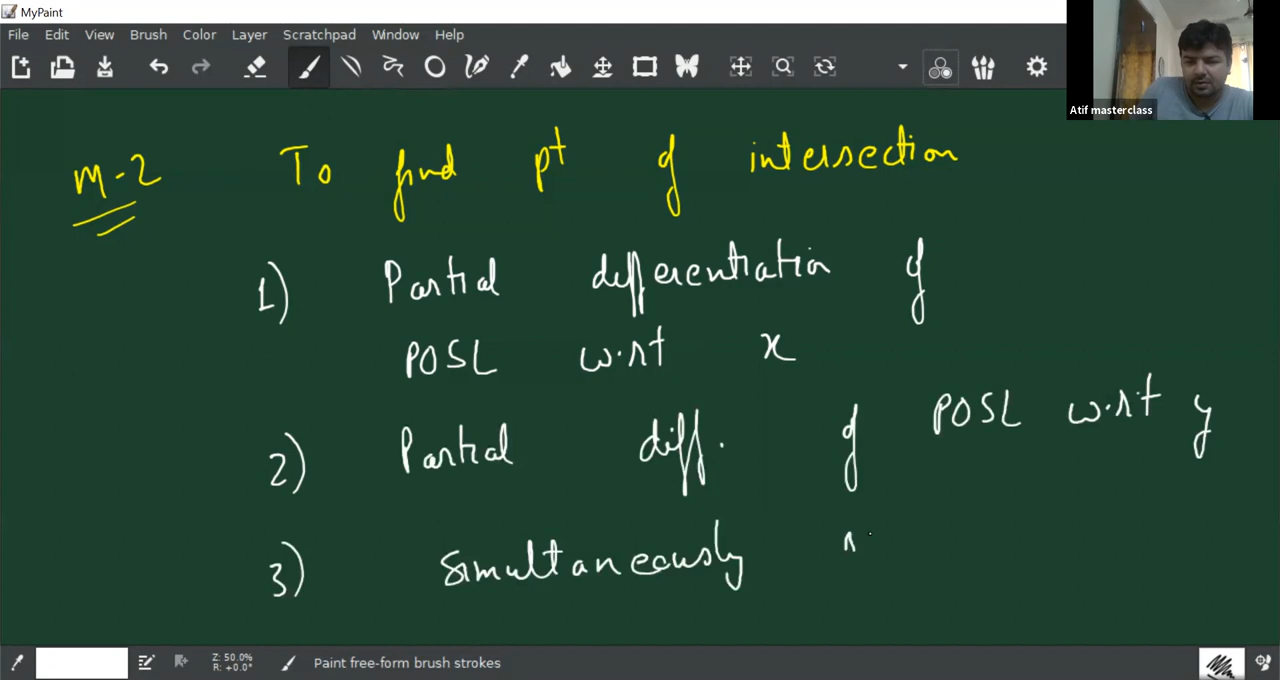 MyPaint
File Edit View Brush Color Layer Scratchpad Window Help
Atif masterclass
M-2 To find pt of intersection
1) Partial differentiation of
POSL w.r.t x
2) Partial diff. of POSL w.r.t y
3) Simultaneously
Z: 50.0%
R: +0.0°
Paint free-form brush strokes